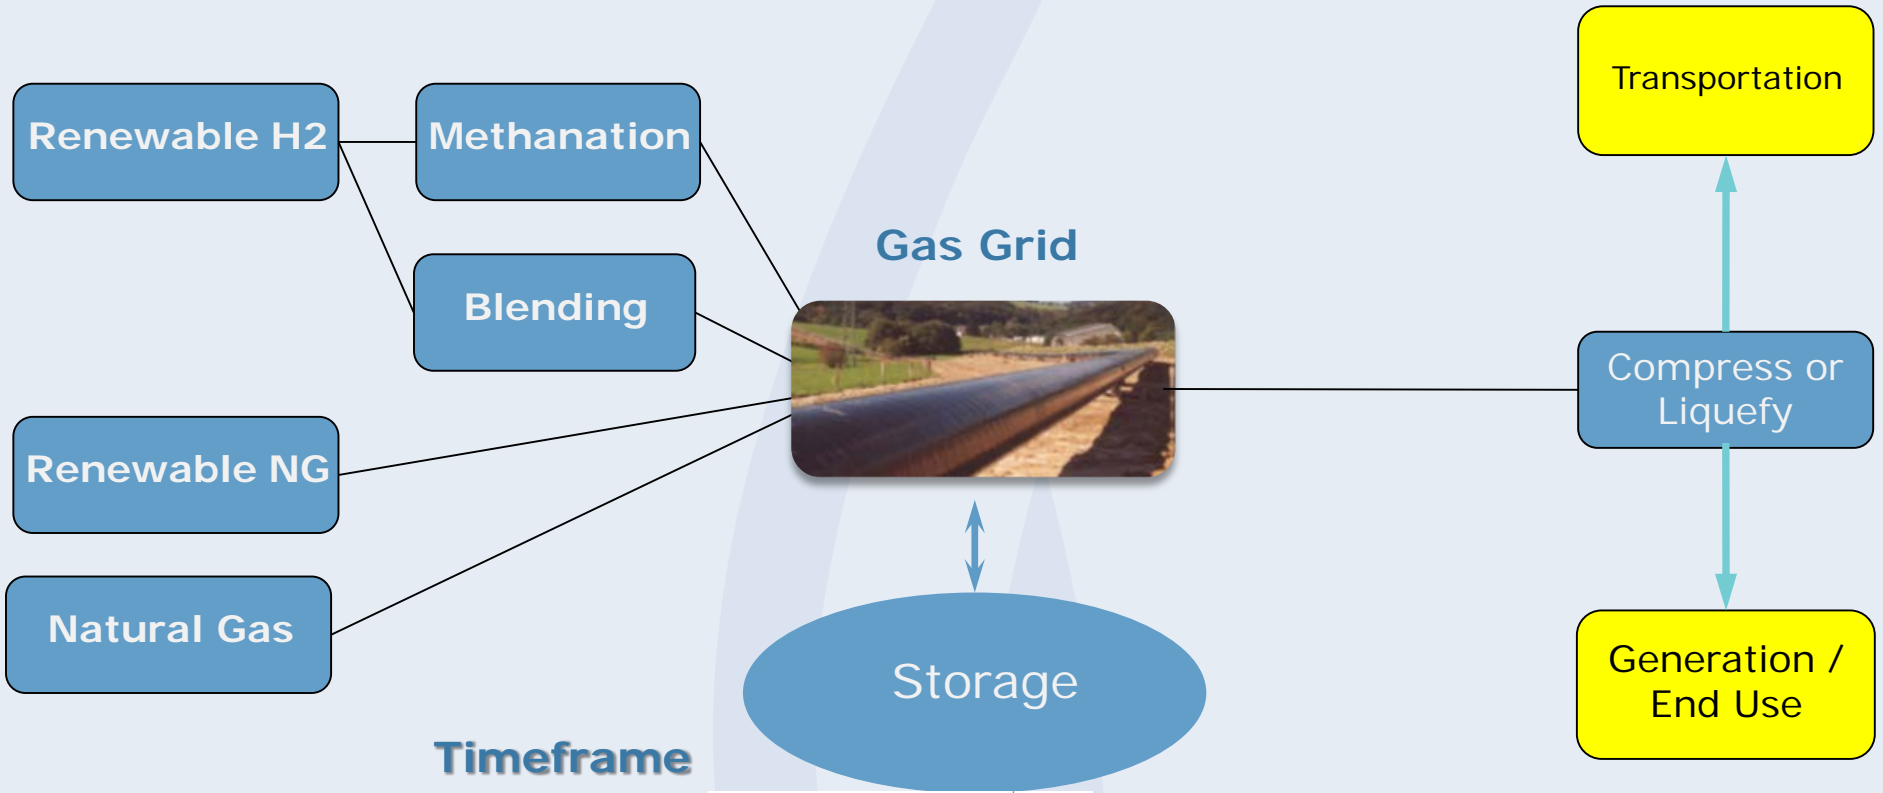 Transportation
Renewable H2
Methanation
Gas Grid
Blending
Compress or
Liquefy
Renewable NG
Natural Gas
Storage
Generation /
End Use
Timeframe